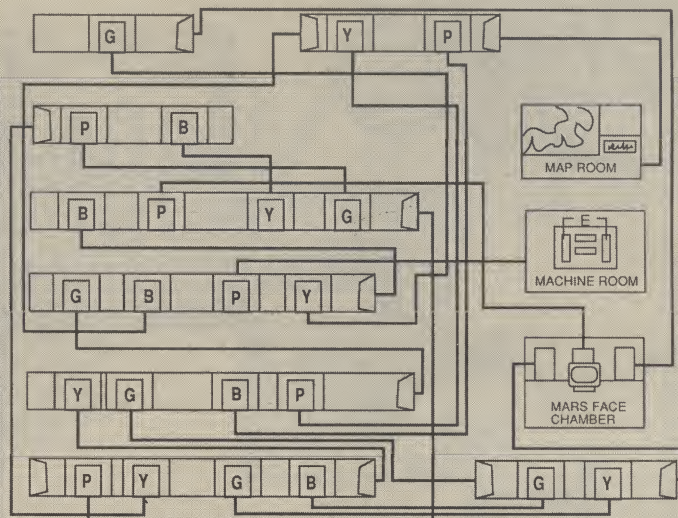 G
Y P
P B
B P Y G
MAP ROOM
E
MACHINE ROOM
G B P Y
MARS FACE
CHAMBER
Y G B P
P Y G B
G Y